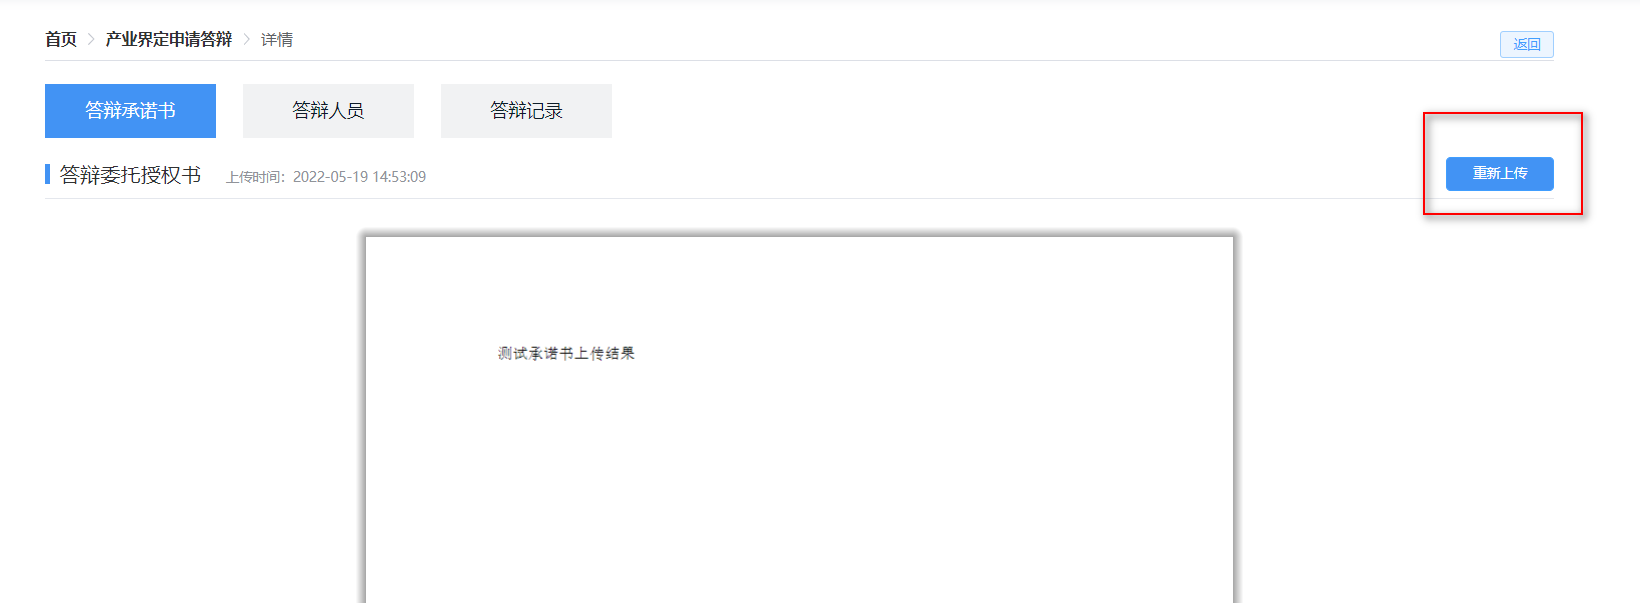 首页 > 产业界定申请答辩 > 详情
返回
答辩承诺书 答辩人员 答辩记录
答辩委托授权书 上传时间：2022-05-19 14:53:09
重新上传
测试承诺书上传结果